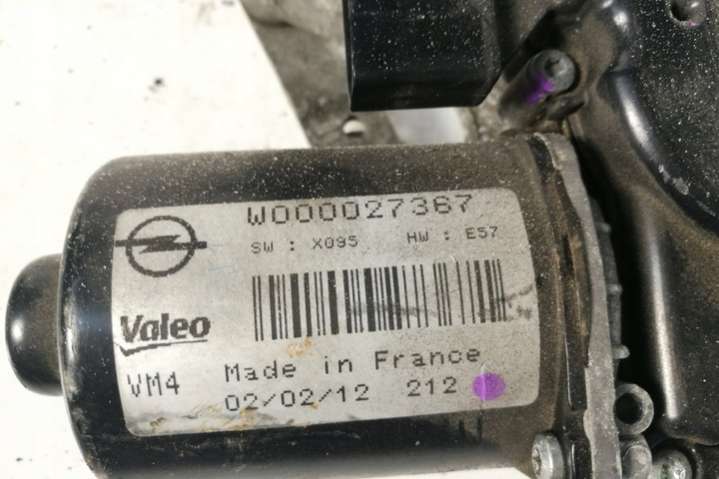 W000027367
SW : X095 HW : E57
Valeo
VM4
Made in France
02/02/12 212